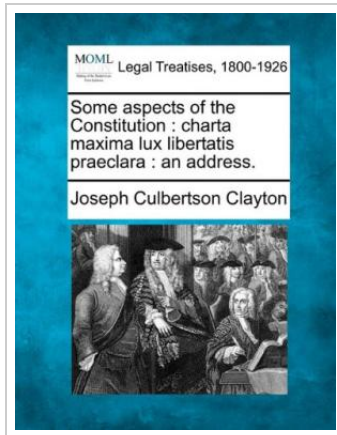 MOML
Legal Treatises, 1800-1926
Some aspects of the
Constitution : charta
maxima lux libertatis
praeclara : an address.
Joseph Culbertson Clayton